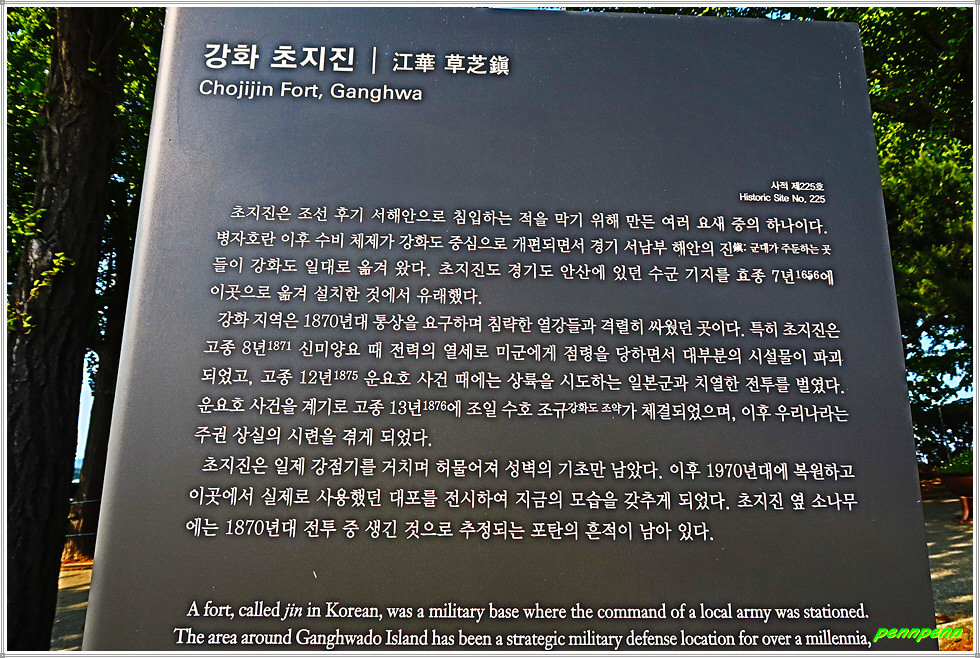 강화 초지진 | 江華 草芝鎭
Chojijin Fort, Ganghwa
사적 제225호
Historic Site No. 225
초지진은 조선 후기 서해안으로 침입하는 적을 막기 위해 만든 여러 요새 중의 하나이다.
병자호란 이후 수비 체제가 강화도 중심으로 개편되면서 경기 서남부 해안의 진鎭: 군대가 주둔하는 곳
들이 강화도 일대로 옮겨 왔다. 초지진도 경기도 안산에 있던 수군 기지를 효종 7년1656에
이곳으로 옮겨 설치한 것에서 유래했다.
강화 지역은 1870년대 통상을 요구하며 침략한 열강들과 격렬히 싸웠던 곳이다. 특히 초지진은
고종 8년1871 신미양요 때 전력의 열세로 미군에게 점령을 당하면서 대부분의 시설물이 파괴
되었고, 고종 12년1875 운요호 사건 때에는 상륙을 시도하는 일본군과 치열한 전투를 벌였다.
운요호 사건을 계기로 고종 13년1876에 조일 수호 조규강화도 조약가 체결되었으며, 이후 우리나라는
주권 상실의 시련을 겪게 되었다.
초지진은 일제 강점기를 거치며 허물어져 성벽의 기초만 남았다. 이후 1970년대에 복원하고
이곳에서 실제로 사용했던 대포를 전시하여 지금의 모습을 갖추게 되었다. 초지진 옆 소나무
에는 1870년대 전투 중 생긴 것으로 추정되는 포탄의 흔적이 남아 있다.
A fort, called jin in Korean, was a military base where the command of a local army was stationed.
The area around Ganghwado Island has been a strategic military defense location for over a millennia,
pennpenn